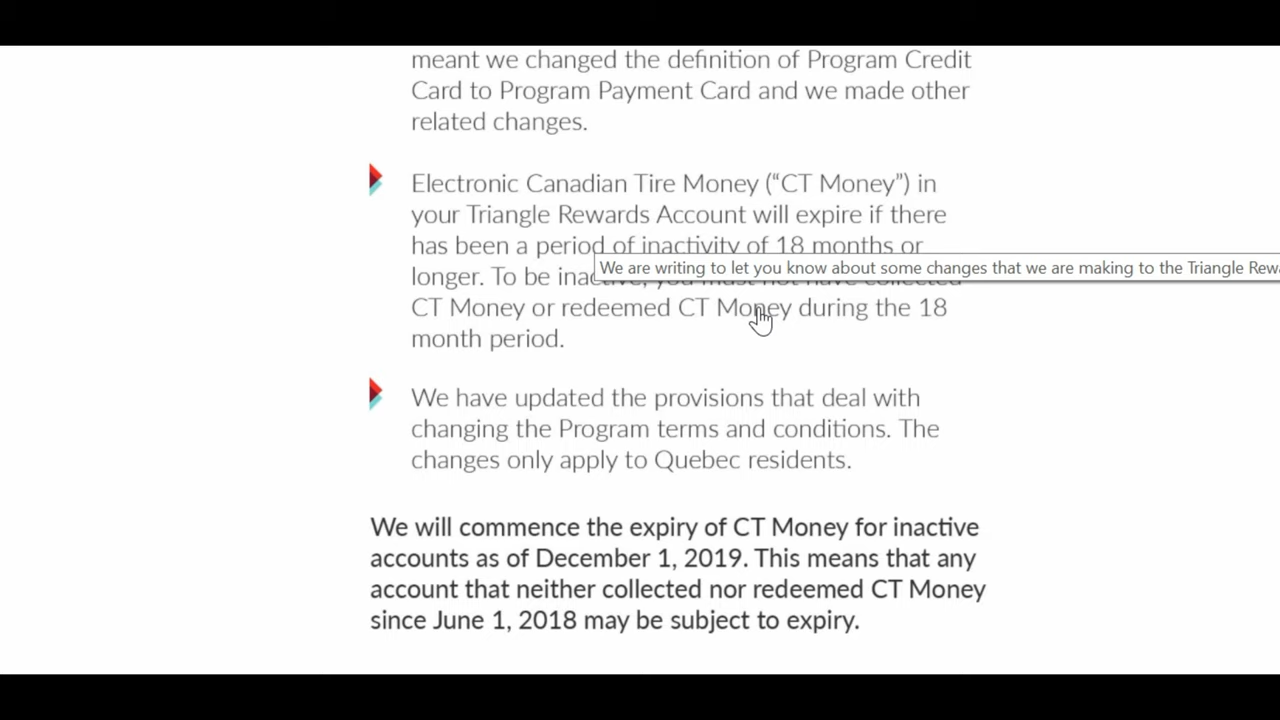 meant we changed the definition of Program Credit
Card to Program Payment Card and we made other
related changes.
Electronic Canadian Tire Money (“CT Money”) in
your Triangle Rewards Account will expire if there
has been a period of inactivity of 18 months or
We are writing to let you know about some changes that we are making to the Triangle Rew
longer. To be
CT Money or redeemed CT Money during the 18
month period.
We have updated the provisions that deal with
changing the Program terms and conditions. The
changes only apply to Quebec residents.
We will commence the expiry of CT Money for inactive
accounts as of December 1, 2019. This means that any
account that neither collected nor redeemed CT Money
since June 1, 2018 may be subject to expiry.